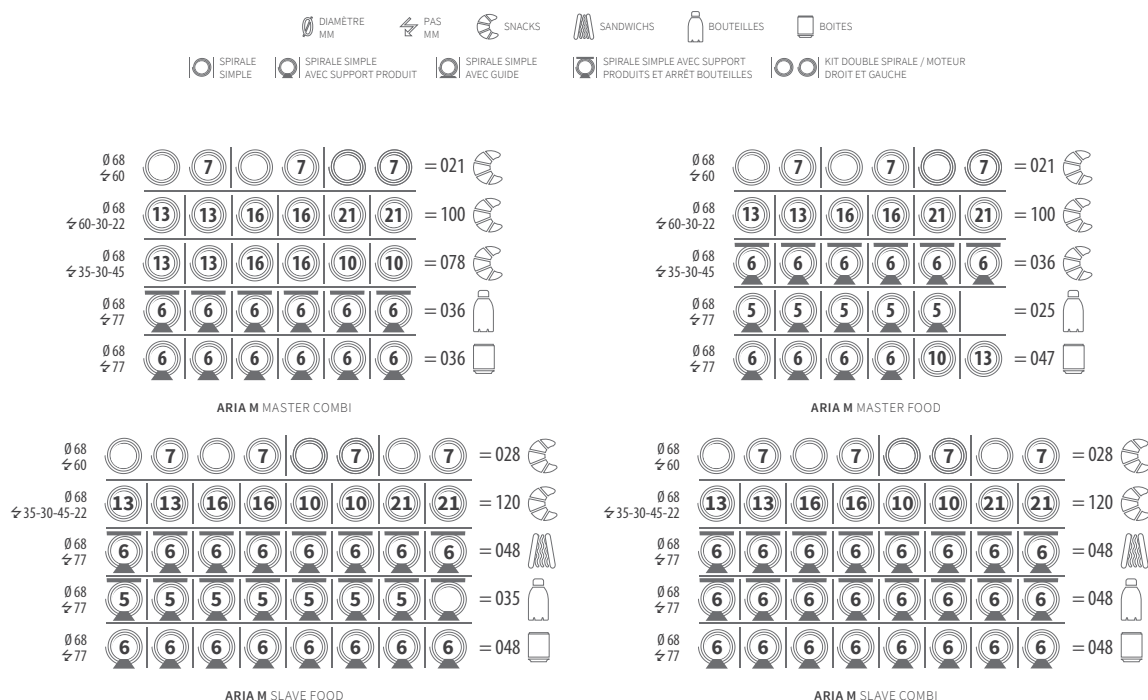 DIAMÈTRE
MM
PAS
MM
SNACKS
SANDWICHS
BOUTEILLES
BOITES
SPIRALE
SIMPLE
SPIRALE SIMPLE
AVEC SUPPORT PRODUIT
SPIRALE SIMPLE
AVEC GUIDE
SPIRALE SIMPLE AVEC SUPPORT
PRODUITS ET ARRÊT BOUTEILLES
KIT DOUBLE SPIRALE / MOTEUR
DROIT ET GAUCHE
Ø 68
60
7 7 7 = 021
Ø 68
60-30-22
13 13 16 16 21 21 = 100
Ø 68
35-30-45
13 13 16 16 10 10 = 078
Ø 68
77
6 6 6 6 6 6 = 036
Ø 68
77
6 6 6 6 6 6 = 036
ARIA M MASTER COMBI
Ø 68
60
7 7 7 = 021
Ø 68
60-30-22
13 13 16 16 21 21 = 100
Ø 68
35-30-45
6 6 6 6 6 6 = 036
Ø 68
77
5 5 5 5 5 = 025
Ø 68
77
6 6 6 6 10 13 = 047
ARIA M MASTER FOOD
Ø 68
60
7 7 7 7 = 028
Ø 68
35-30-45-22
13 13 16 16 10 10 21 21 = 120
Ø 68
77
6 6 6 6 6 6 6 6 = 048
Ø 68
77
5 5 5 5 5 5 5 = 035
Ø 68
77
6 6 6 6 6 6 6 6 = 048
ARIA M SLAVE FOOD
Ø 68
60
7 7 7 7 = 028
Ø 68
35-30-45-22
13 13 16 16 10 10 21 21 = 120
Ø 68
77
6 6 6 6 6 6 6 6 = 048
Ø 68
77
6 6 6 6 6 6 6 6 = 048
Ø 68
77
6 6 6 6 6 6 6 6 = 048
ARIA M SLAVE COMBI